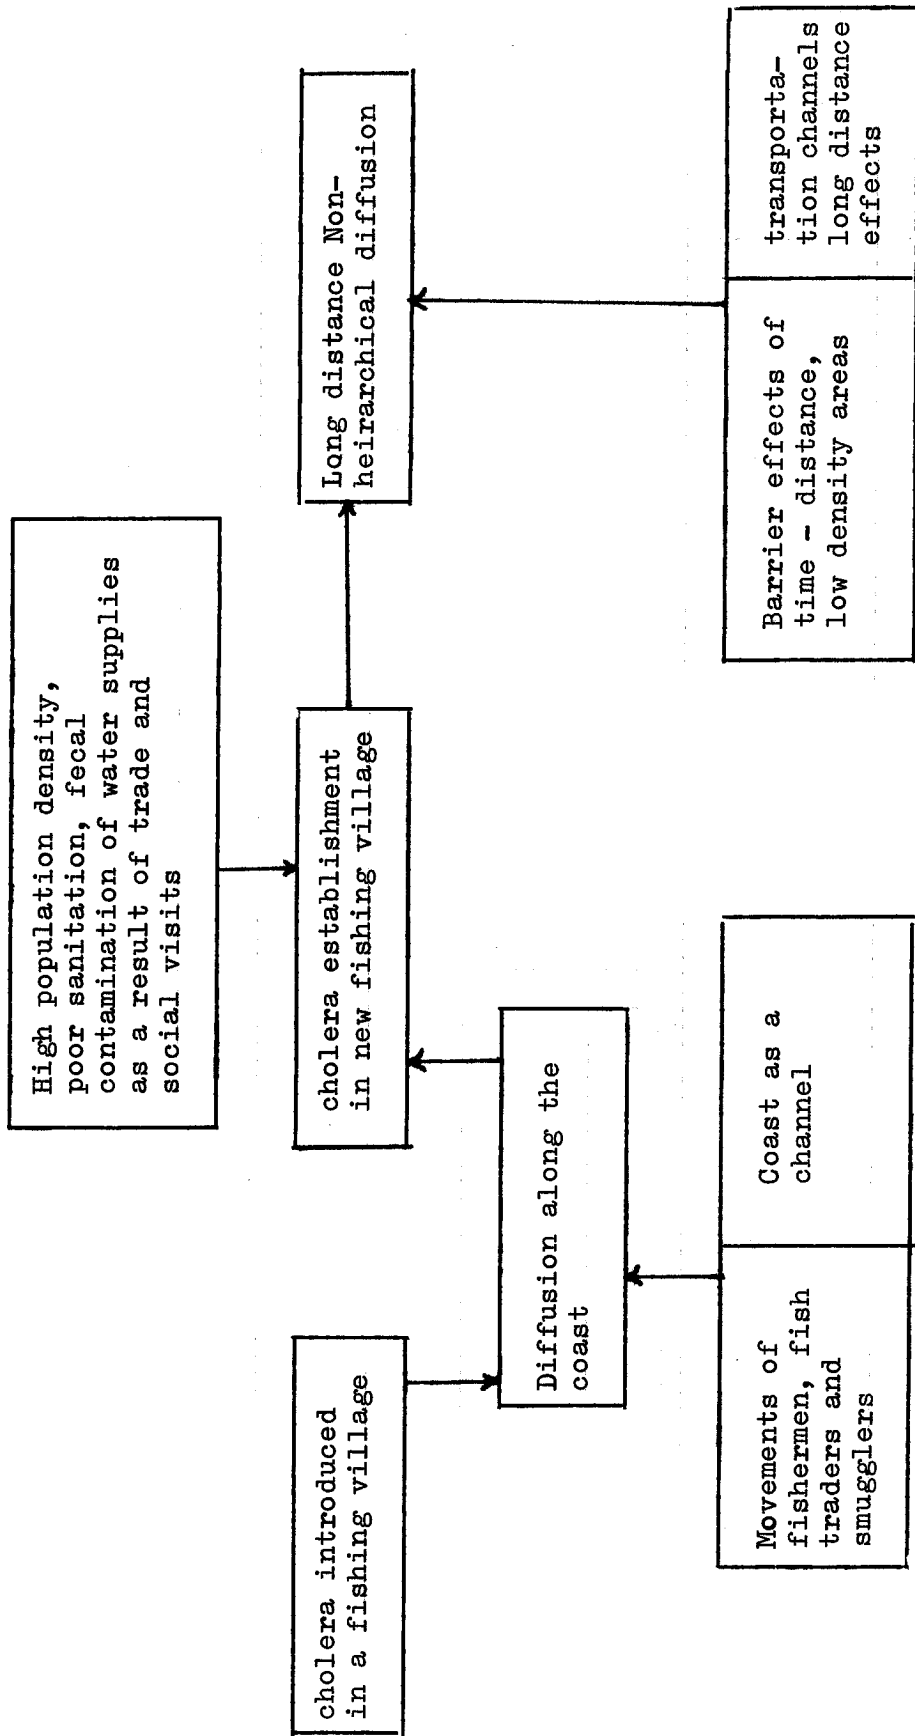 High population density,
poor sanitation, fecal
contamination of water supplies
as a result of trade and
social visits
cholera introduced
in a fishing village
cholera establishment
in new fishing village
Long distance Non-
heirarchical diffusion
Diffusion along the
coast
Movements of
fishermen, fish
traders and
smugglers
Coast as a
channel
Barrier effects of
time - distance,
low density areas
transporta-
tion channels
long distance
effects